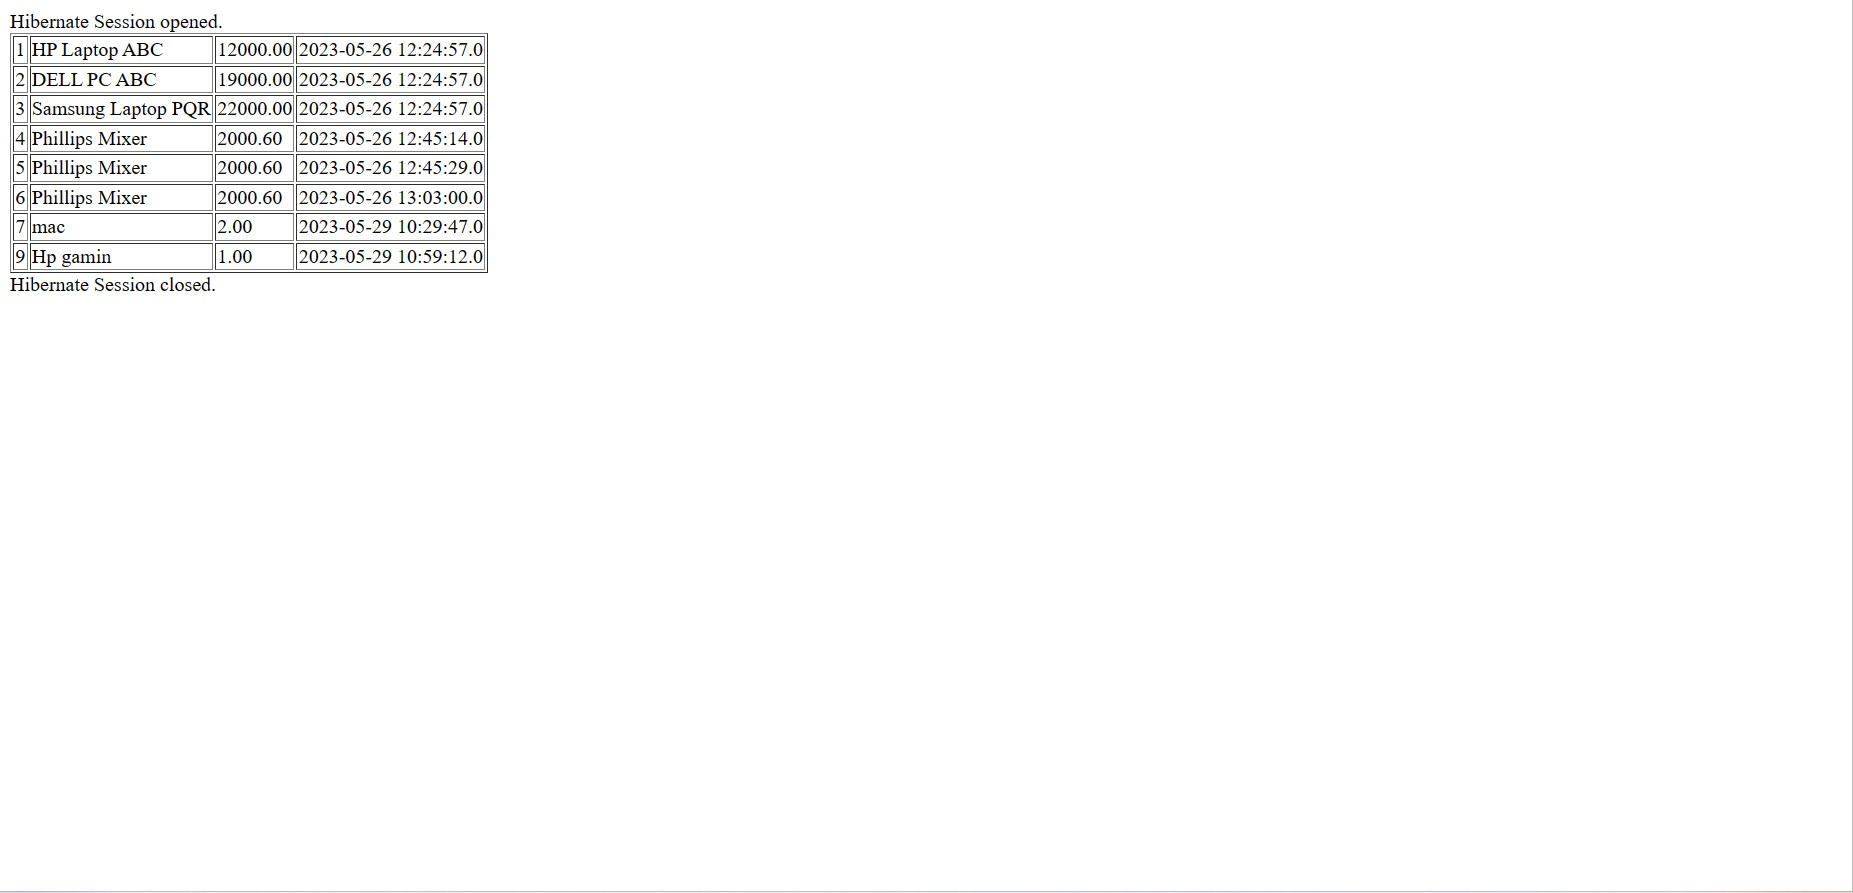 Hibernate Session opened.
1 HP Laptop ABC 12000.00 2023-05-26 12:24:57.0
2 DELL PC ABC 19000.00 2023-05-26 12:24:57.0
3 Samsung Laptop PQR 22000.00 2023-05-26 12:24:57.0
4 Phillips Mixer 2000.60 2023-05-26 12:45:14.0
5 Phillips Mixer 2000.60 2023-05-26 12:45:29.0
6 Phillips Mixer 2000.60 2023-05-26 13:03:00.0
7 mac 2.00 2023-05-29 10:29:47.0
9 Hp gamin 1.00 2023-05-29 10:59:12.0
Hibernate Session closed.